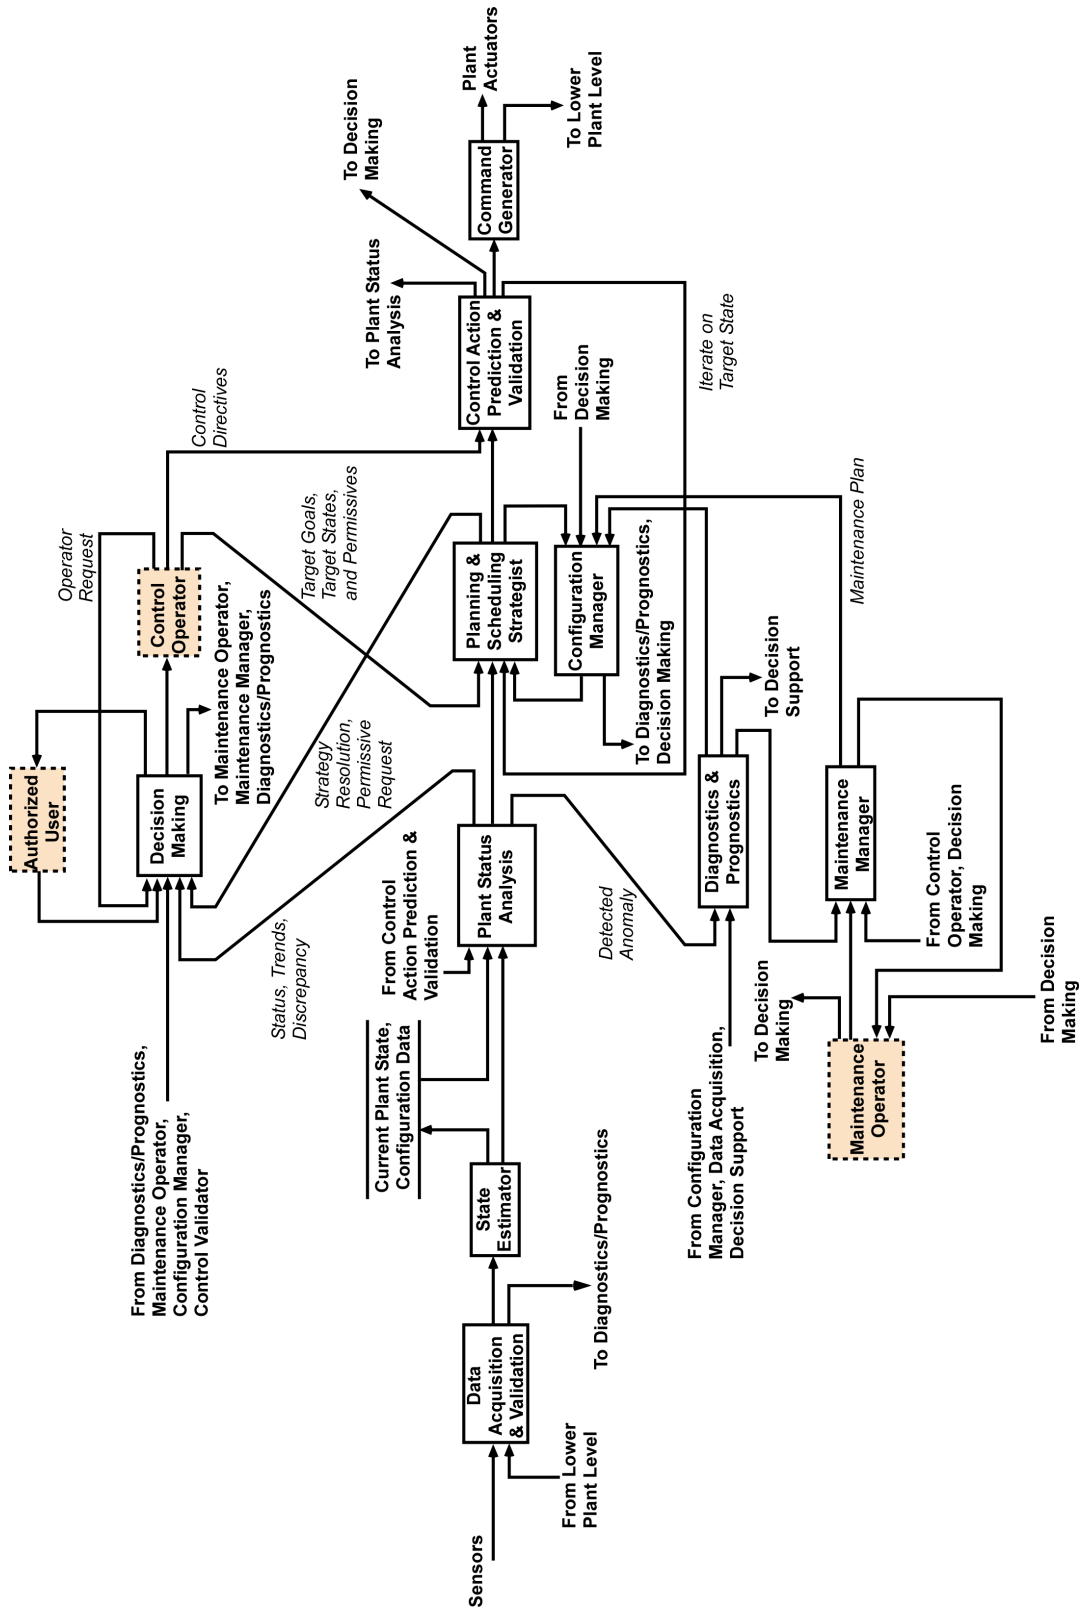 Authorized
User
Operator
Request
Control
Operator
Control
Directives
Decision
Making
To Maintenance Operator,
Maintenance Manager,
Diagnostics/Prognostics
From Diagnostics/Prognostics,
Maintenance Operator,
Configuration Manager,
Control Validator
Status, Trends,
Discrepancy
Strategy
Resolution,
Permissive
Request
Target Goals,
Target States,
and Permissives
To Decision
Making
To Plant Status
Analysis
From Control
Action Prediction &
Validation
Current Plant State,
Configuration Data
Sensors
Data
Acquisition
& Validation
State
Estimator
Plant Status
Analysis
Planning &
Scheduling
Strategist
Control Action
Prediction &
Validation
Command
Generator
Plant
Actuators
To Lower
Plant Level
From Lower
Plant Level
To Diagnostics/Prognostics
Detected
Anomaly
Configuration
Manager
From
Decision
Making
To Diagnostics/Prognostics,
Decision Making
Iterate on
Target State
From Configuration
Manager, Data Acquisition,
Decision Support
Diagnostics &
Prognostics
To Decision
Support
To Decision
Making
Maintenance
Operator
Maintenance
Manager
Maintenance Plan
From Control
Operator, Decision
Making
From Decision
Making